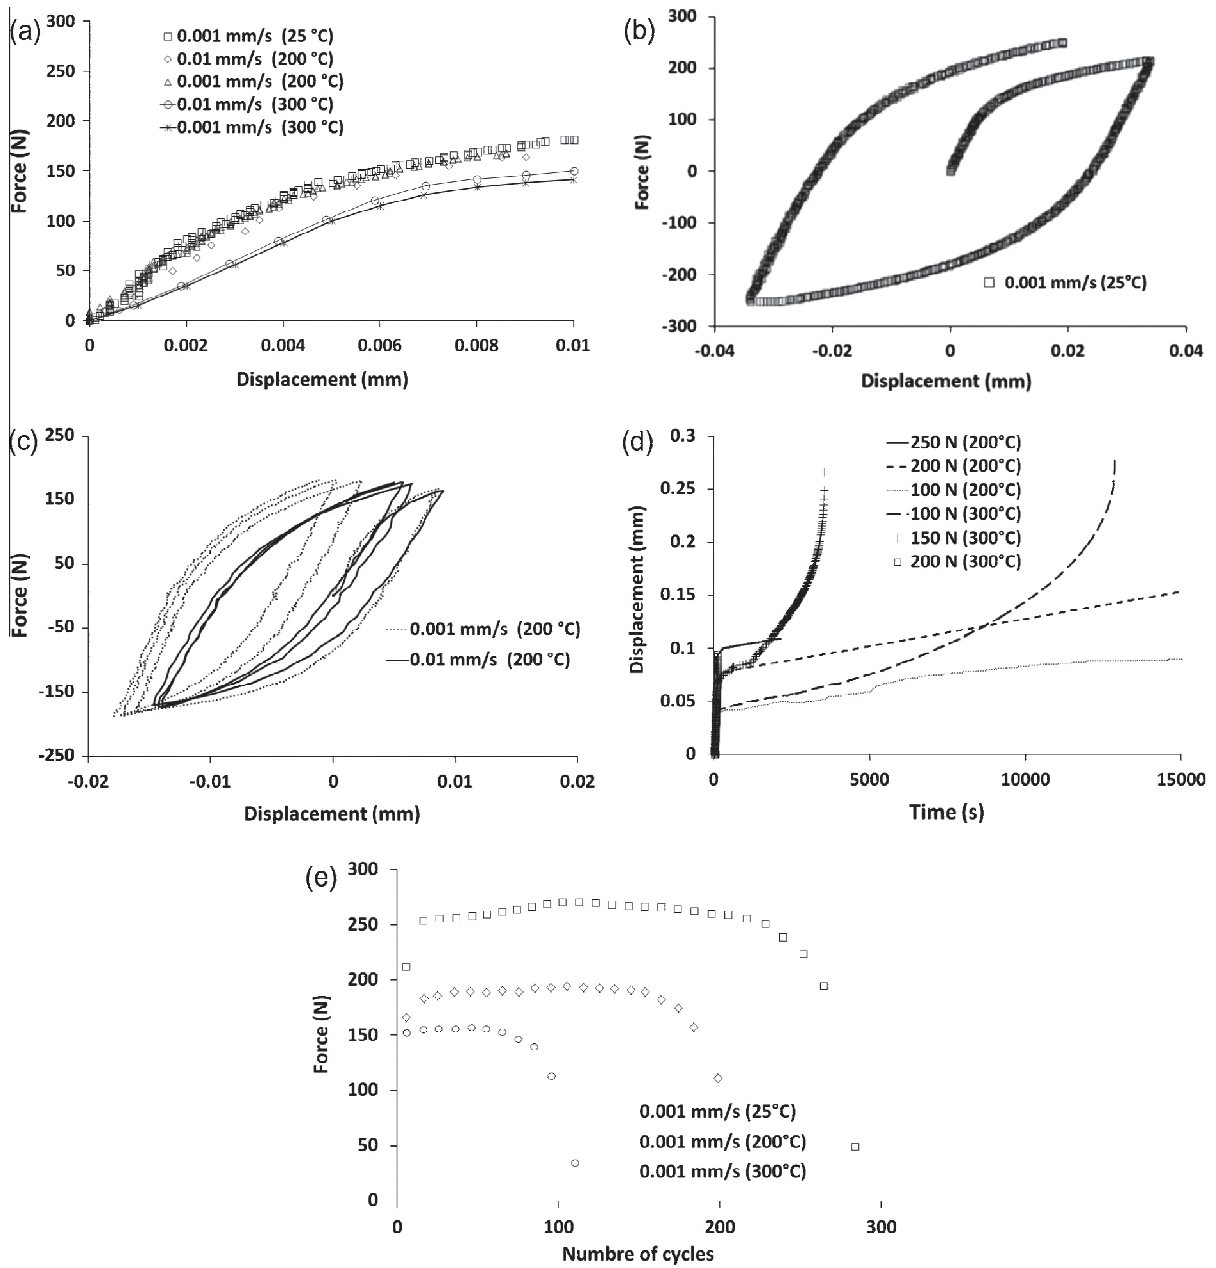 (a)
300
250
200
150
100
50
0
Force (N)
0.001 mm/s (25 °C)
0.01 mm/s (200 °C)
0.001 mm/s (200 °C)
0.01 mm/s (300 °C)
0.001 mm/s (300 °C)
0 0.002 0.004 0.006 0.008 0.01
Displacement (mm)
(b)
300
200
100
0
-100
-200
-300
Force (N)
0.001 mm/s (25°C)
-0.04 -0.02 0 0.02 0.04
Displacement (mm)
(c)
250
150
50
-50
-150
-250
Force (N)
0.001 mm/s (200 °C)
0.01 mm/s (200 °C)
-0.02 -0.01 0 0.01 0.02
Displacement (mm)
(d)
0.3
0.25
0.2
0.15
0.1
0.05
0
Displacement (mm)
250 N (200°C)
200 N (200°C)
100 N (200°C)
100 N (300°C)
150 N (300°C)
200 N (300°C)
0 5000 10000 15000
Time (s)
(e)
300
250
200
150
100
50
0
Force (N)
0.001 mm/s (25°C)
0.001 mm/s (200°C)
0.001 mm/s (300°C)
0 100 200 300
Numbre of cycles